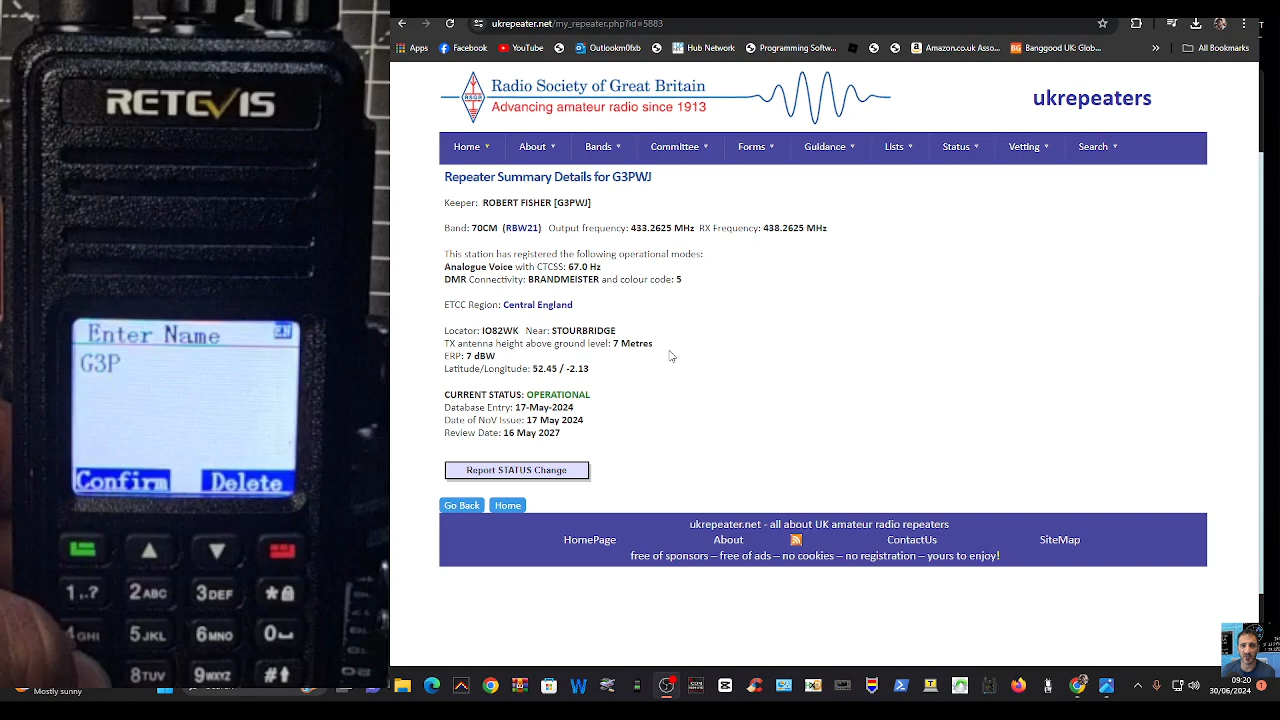 RETEVIS
Enter Name
EN
G3P
Confirm
Delete
1,.?
2ABC
3DEF
*
4GHI
5JKL
6MNO
0
8TUV
9WXYZ
#
Mostly sunny
ukrepeater.net/my_repeater.php?id=5883
Apps
Facebook
YouTube
Outlookm0fxb
Hub Network
Programming Softw...
Amazon.co.uk Asso...
BG
Banggood UK: Glob...
»
All Bookmarks
RSGB
Radio Society of Great Britain
Advancing amateur radio since 1913
ukrepeaters
Home
About
Bands
Committee
Forms
Guidance
Lists
Status
Vetting
Search
Repeater Summary Details for G3PWJ
Keeper: ROBERT FISHER [G3PWJ]
Band: 70CM (RBW21) Output frequency: 433.2625 MHz RX Frequency: 438.2625 MHz
This station has registered the following operational modes:
Analogue Voice with CTCSS: 67.0 Hz
DMR Connectivity: BRANDMEISTER and colour code: 5
ETCC Region: Central England
Locator: IO82WK Near: STOURBRIDGE
TX antenna height above ground level: 7 Metres
ERP: 7 dBW
Latitude/Longitude: 52.45 / -2.13
CURRENT STATUS: OPERATIONAL
Database Entry: 17-May-2024
Date of NoV Issue: 17 May 2024
Review Date: 16 May 2027
Report STATUS Change
Go Back
Home
ukrepeater.net - all about UK amateur radio repeaters
HomePage
About
ContactUs
SiteMap
free of sponsors – free of ads – no cookies – no registration – yours to enjoy!
09:20
30/06/2024